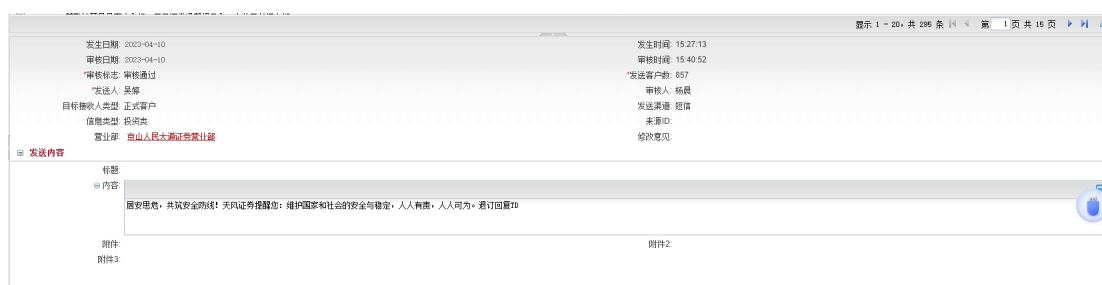 显示 1 - 20，共 295 条 第 1 页 共 15 页
发生日期: 2023-04-10 发生时间: 15:27:13
审核日期: 2023-04-10 审核时间: 15:40:52
*审核标志: 审核通过 *发送客户数: 857
*发送人: 吴婷 审核人: 杨晨
目标接收人类型: 正式客户 发送渠道: 短信
信息类型: 投资类 来源ID:
营业部: 京山人民大道证券营业部 修改意见:
发送内容
标题:
内容:
居安思危，共筑安全防线！天风证券提醒您：维护国家和社会的安全与稳定，人人有责，人人可为。退订回复TD
附件: 附件2:
附件3: